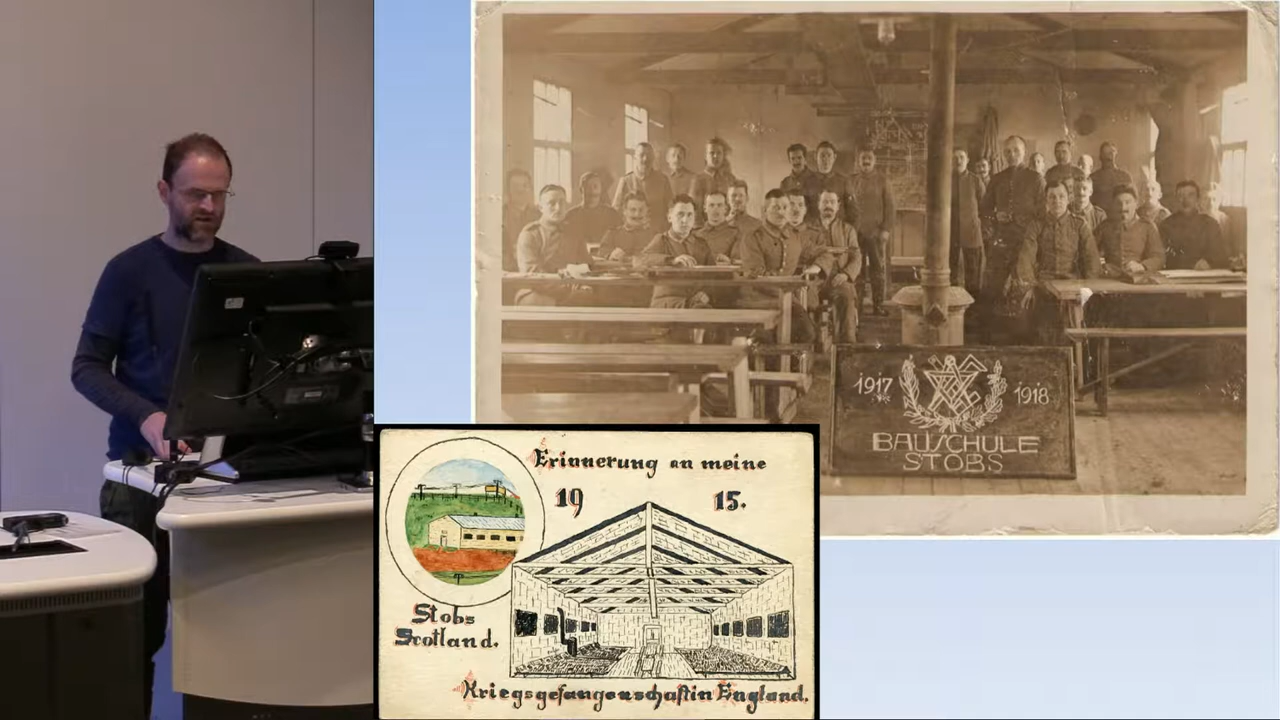 1917 1918
BAUSCHULE
STOBS
Erinnerung an meine
19 15.
Stobs
Scotland.
Kriegsgefangenschaft in England.